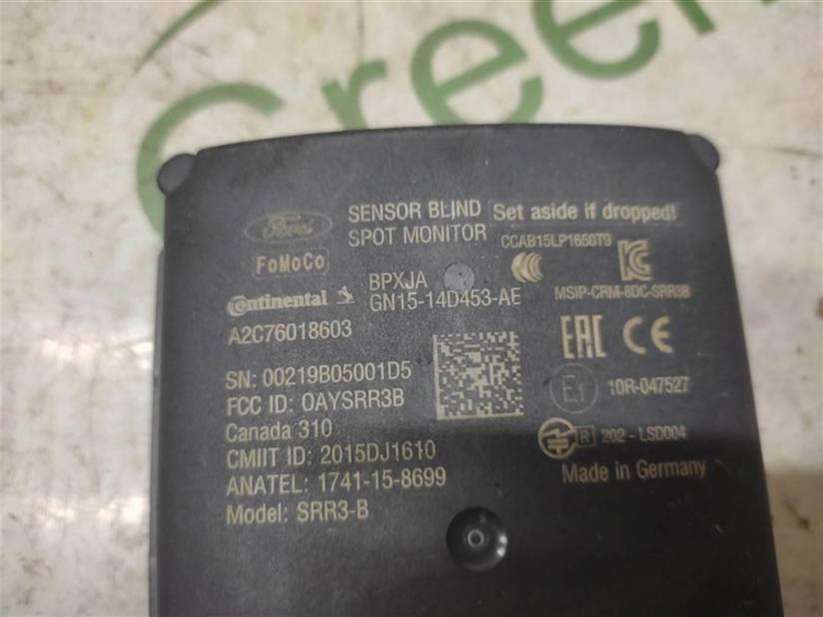 Green
Ford
FoMoCo
SENSOR BLIND
SPOT MONITOR
Set aside if dropped!
CCAB15LP1650T9
Continental
BPXJA
GN15-14D453-AE
MSIP-CRM-8DC-SRR3B
A2C76018603
EAC CE
SN: 00219B05001D5
FCC ID: OAYSRR3B
Canada 310
CMIIT ID: 2015DJ1610
ANATEL: 1741-15-8699
Model: SRR3-B
E1 10R-047527
R 202-LSD004
Made in Germany